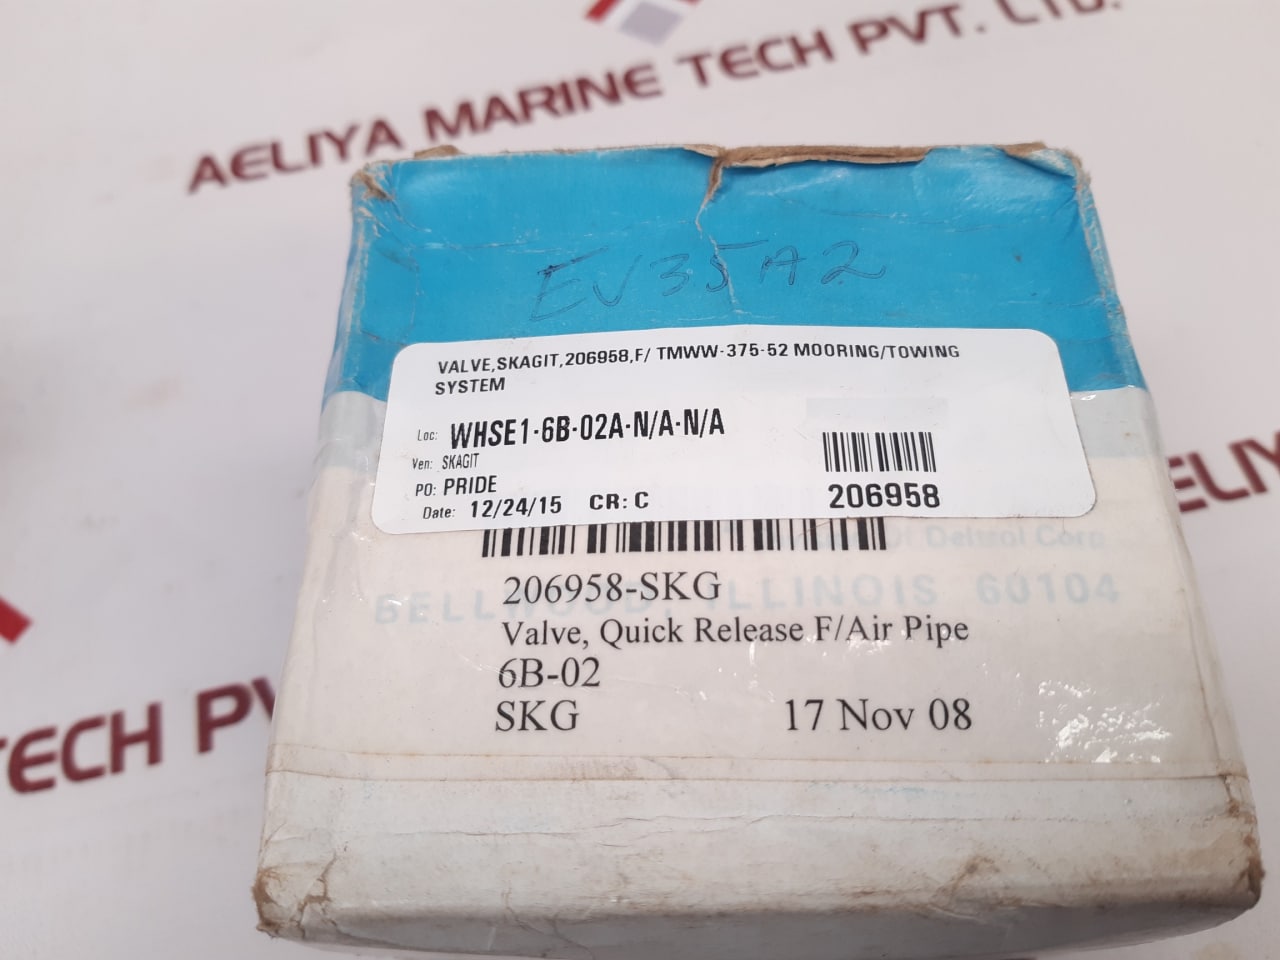 AELIYA MARINE TECH PVT. LTD.
EV35A2
VALVE,SKAGIT,206958,F/ TMWW-375-52 MOORING/TOWING
SYSTEM
Loc: WHSE1-6B-02A-N/A-N/A
Ven: SKAGIT
PO: PRIDE
Date: 12/24/15 CR: C
206958
Of Deltrol Corp
BELLWOOD, ILLINOIS 60104
206958-SKG
Valve, Quick Release F/Air Pipe
6B-02
SKG 17 Nov 08
ELIY
TECH PV